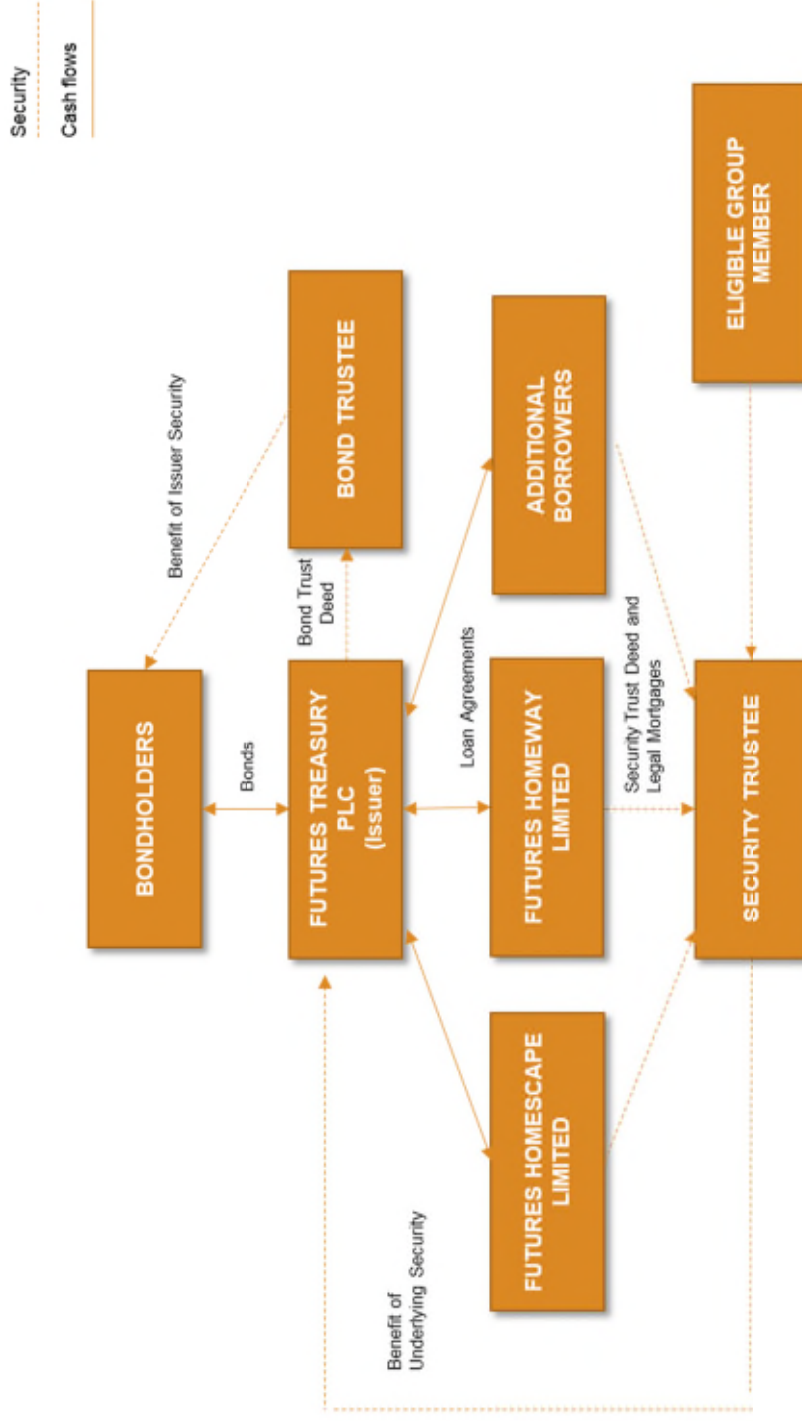 Security
Cash flows
BONDHOLDERS
Benefit of Issuer Security
Bonds
FUTURES TREASURY
PLC
(Issuer)
Bond Trust
Deed
BOND TRUSTEE
Benefit of
Underlying Security
Loan Agreements
FUTURES HOMESCAPE
LIMITED
FUTURES HOMEWAY
LIMITED
ADDITIONAL
BORROWERS
Security Trust Deed and
Legal Mortgages
SECURITY TRUSTEE
ELIGIBLE GROUP
MEMBER